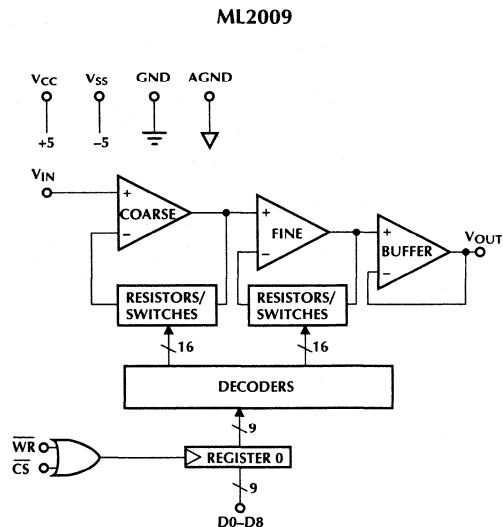 ML2009
VCC VSS GND AGND
+5 −5
VIN
+ COARSE −
+ FINE −
+ BUFFER −
VOUT
RESISTORS/ SWITCHES
RESISTORS/ SWITCHES
16 16
DECODERS
9
WR
CS
REGISTER 0
9
D0–D8